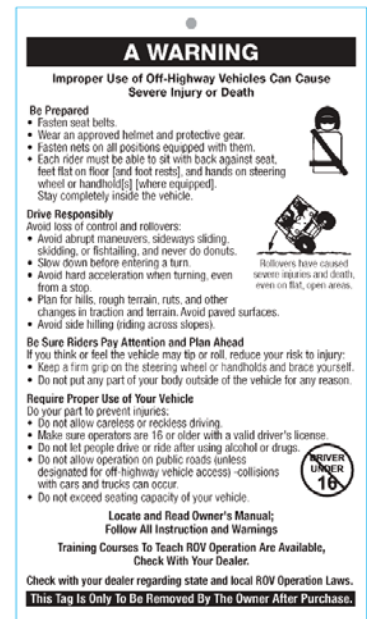 A WARNING
Improper Use of Off-Highway Vehicles Can Cause
Severe Injury or Death
Be Prepared
• Fasten seat belts.
• Wear an approved helmet and protective gear.
• Fasten nets on all positions equipped with them.
• Each rider must be able to sit with back against seat,
feet flat on floor [and foot rests], and hands on steering
wheel or handhold[s] [where equipped].
Stay completely inside the vehicle.
Drive Responsibly
Avoid loss of control and rollovers:
• Avoid abrupt maneuvers, sideways sliding,
skidding, or fishtailing, and never do donuts.
• Slow down before entering a turn.
• Avoid hard acceleration when turning, even
from a stop.
• Plan for hills, rough terrain, ruts, and other
changes in traction and terrain. Avoid paved surfaces.
• Avoid side hilling (riding across slopes).
Rollovers have caused
severe injuries and death,
even on flat, open areas.
Be Sure Riders Pay Attention and Plan Ahead
If you think or feel the vehicle may tip or roll, reduce your risk to injury:
• Keep a firm grip on the steering wheel or handholds and brace yourself.
• Do not put any part of your body outside of the vehicle for any reason.
Require Proper Use of Your Vehicle
Do your part to prevent injuries:
• Do not allow careless or reckless driving.
• Make sure operators are 16 or older with a valid driver's license.
• Do not let people drive or ride after using alcohol or drugs.
• Do not allow operation on public roads (unless
designated for off-highway vehicle access) -collisions
with cars and trucks can occur.
• Do not exceed seating capacity of your vehicle.
DRIVER
UNDER
16
Locate and Read Owner's Manual;
Follow All Instruction and Warnings
Training Courses To Teach ROV Operation Are Available,
Check With Your Dealer.
Check with your dealer regarding state and local ROV Operation Laws.
This Tag Is Only To Be Removed By The Owner After Purchase.